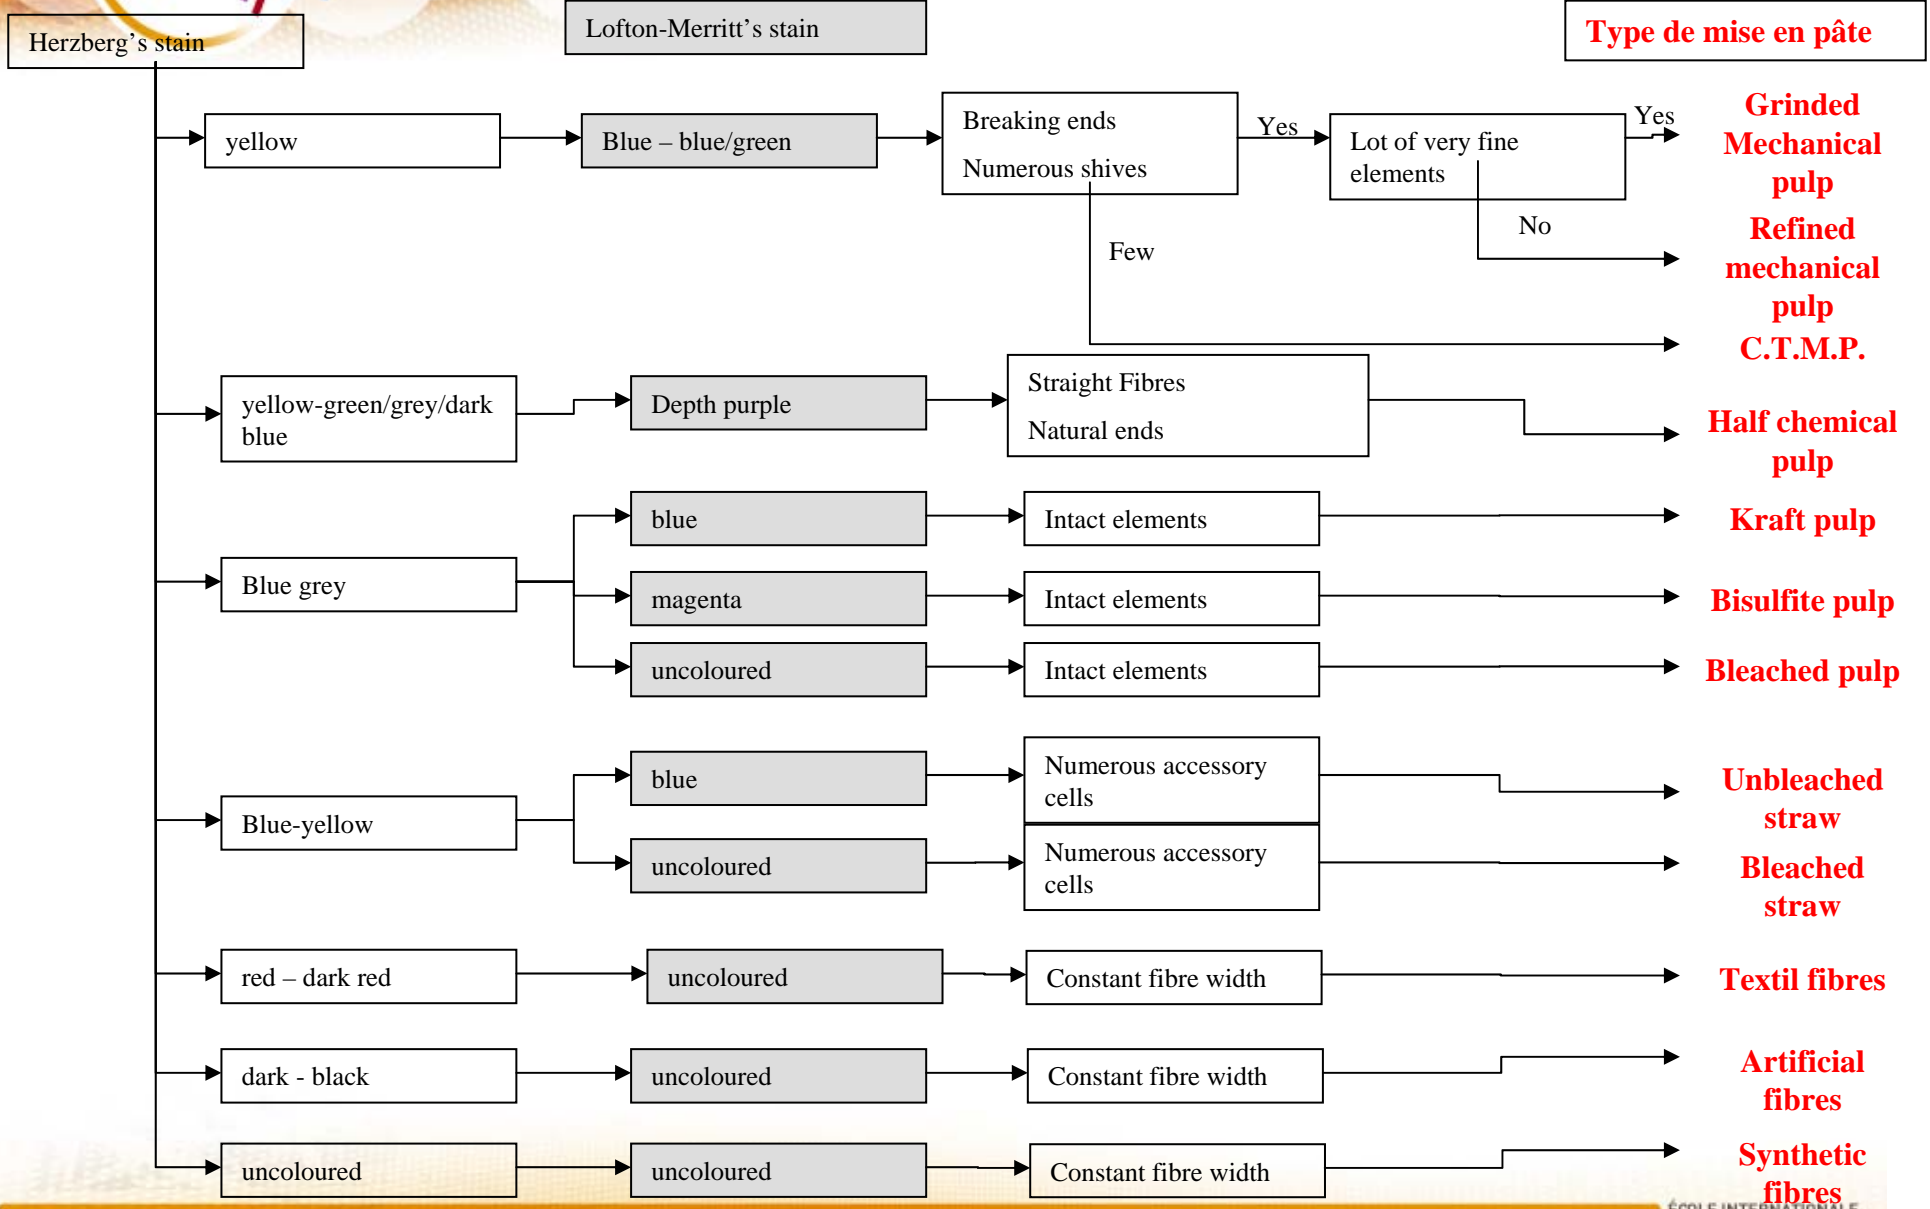 Herzberg's stain
Lofton-Merritt's stain
Type de mise en pâte
yellow
Blue – blue/green
Breaking ends
Numerous shives
Yes
Lot of very fine
elements
Yes
Grinded
Mechanical
pulp
No
Refined
mechanical
pulp
Few
C.T.M.P.
yellow-green/grey/dark
blue
Depth purple
Straight Fibres
Natural ends
Half chemical
pulp
Blue grey
blue
Intact elements
Kraft pulp
magenta
Intact elements
Bisulfite pulp
uncoloured
Intact elements
Bleached pulp
Blue-yellow
blue
Numerous accessory
cells
Unbleached
straw
uncoloured
Numerous accessory
cells
Bleached
straw
red – dark red
uncoloured
Constant fibre width
Textil fibres
dark - black
uncoloured
Constant fibre width
Artificial
fibres
uncoloured
uncoloured
Constant fibre width
Synthetic
fibres
ÉCOLE INTERNATIONALE